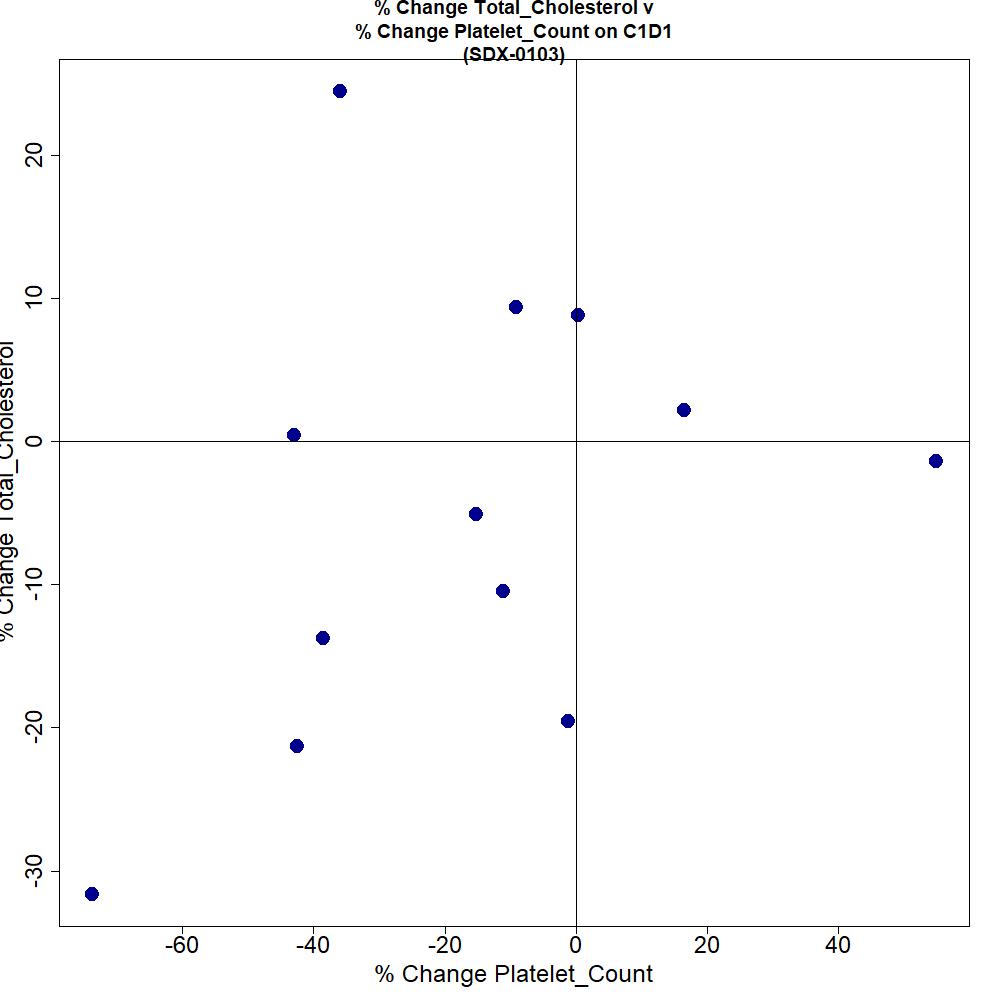 % Change Total_Cholesterol v
% Change Platelet_Count on C1D1
(SDX-0103)
% Change Total_Cholesterol
20
10
0
-10
-20
-30
-60
-40
-20
0
20
40
% Change Platelet_Count